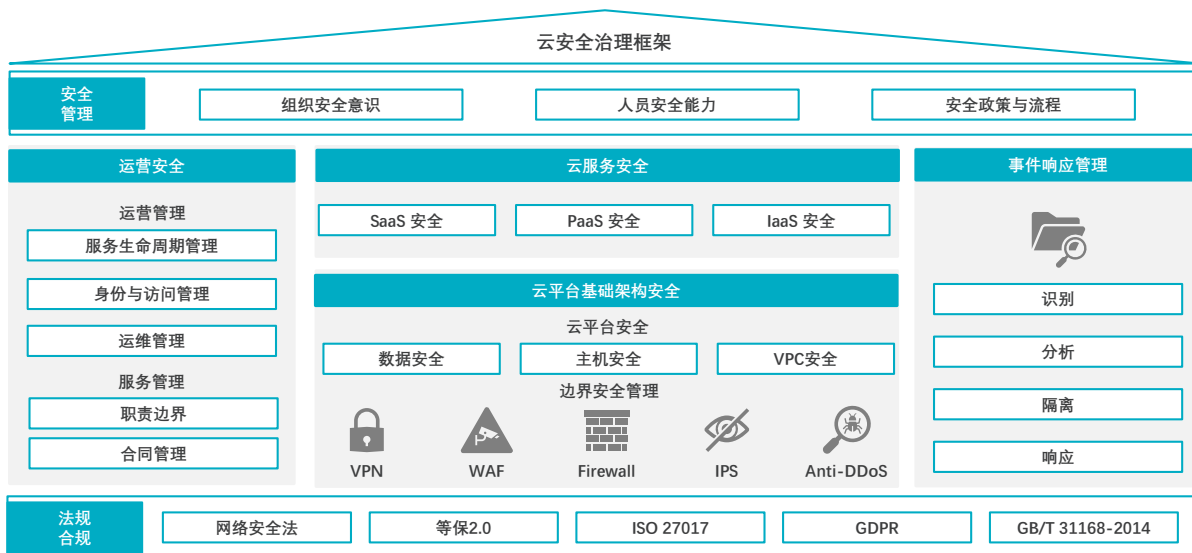 云安全治理框架
安全
管理
组织安全意识
人员安全能力
安全政策与流程
运营安全
运营管理
服务生命周期管理
身份与访问管理
运维管理
服务管理
职责边界
合同管理
云服务安全
SaaS 安全
PaaS 安全
IaaS 安全
云平台基础架构安全
云平台安全
数据安全
主机安全
VPC安全
边界安全管理
VPN
WAF
Firewall
IPS
Anti-DDoS
事件响应管理
识别
分析
隔离
响应
法规
合规
网络安全法
等保2.0
ISO 27017
GDPR
GB/T 31168-2014